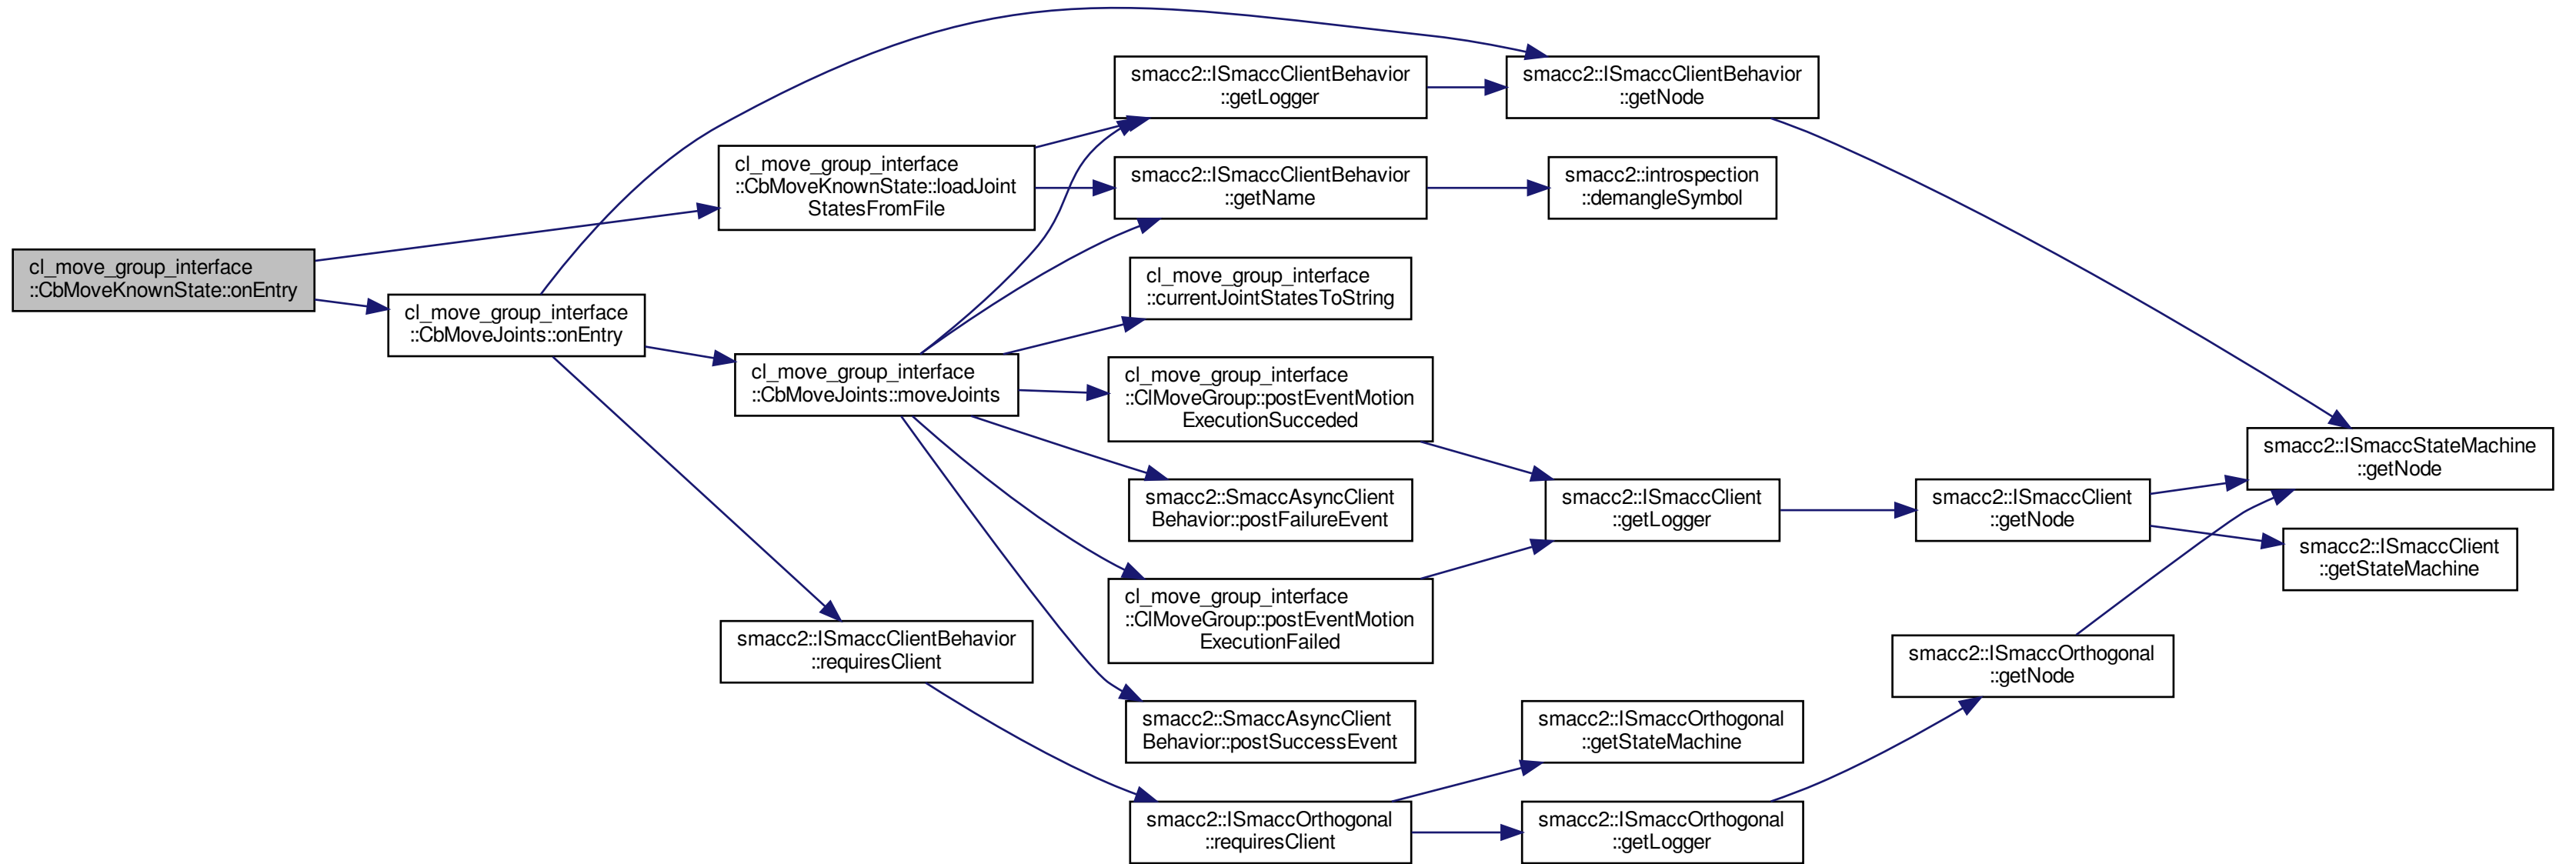 cl_move_group_interface
::CbMoveKnownState::onEntry
cl_move_group_interface
::CbMoveJoints::onEntry
cl_move_group_interface
::CbMoveKnownState::loadJoint
StatesFromFile
cl_move_group_interface
::CbMoveJoints::moveJoints
smacc2::ISmaccClientBehavior
::requiresClient
smacc2::ISmaccClientBehavior
::getLogger
smacc2::ISmaccClientBehavior
::getName
cl_move_group_interface
::currentJointStatesToString
cl_move_group_interface
::ClMoveGroup::postEventMotion
ExecutionSucceded
smacc2::SmaccAsyncClient
Behavior::postFailureEvent
cl_move_group_interface
::ClMoveGroup::postEventMotion
ExecutionFailed
smacc2::SmaccAsyncClient
Behavior::postSuccessEvent
smacc2::ISmaccOrthogonal
::requiresClient
smacc2::ISmaccClientBehavior
::getNode
smacc2::introspection
::demangleSymbol
smacc2::ISmaccClient
::getLogger
smacc2::ISmaccOrthogonal
::getStateMachine
smacc2::ISmaccOrthogonal
::getLogger
smacc2::ISmaccClient
::getNode
smacc2::ISmaccOrthogonal
::getNode
smacc2::ISmaccStateMachine
::getNode
smacc2::ISmaccClient
::getStateMachine